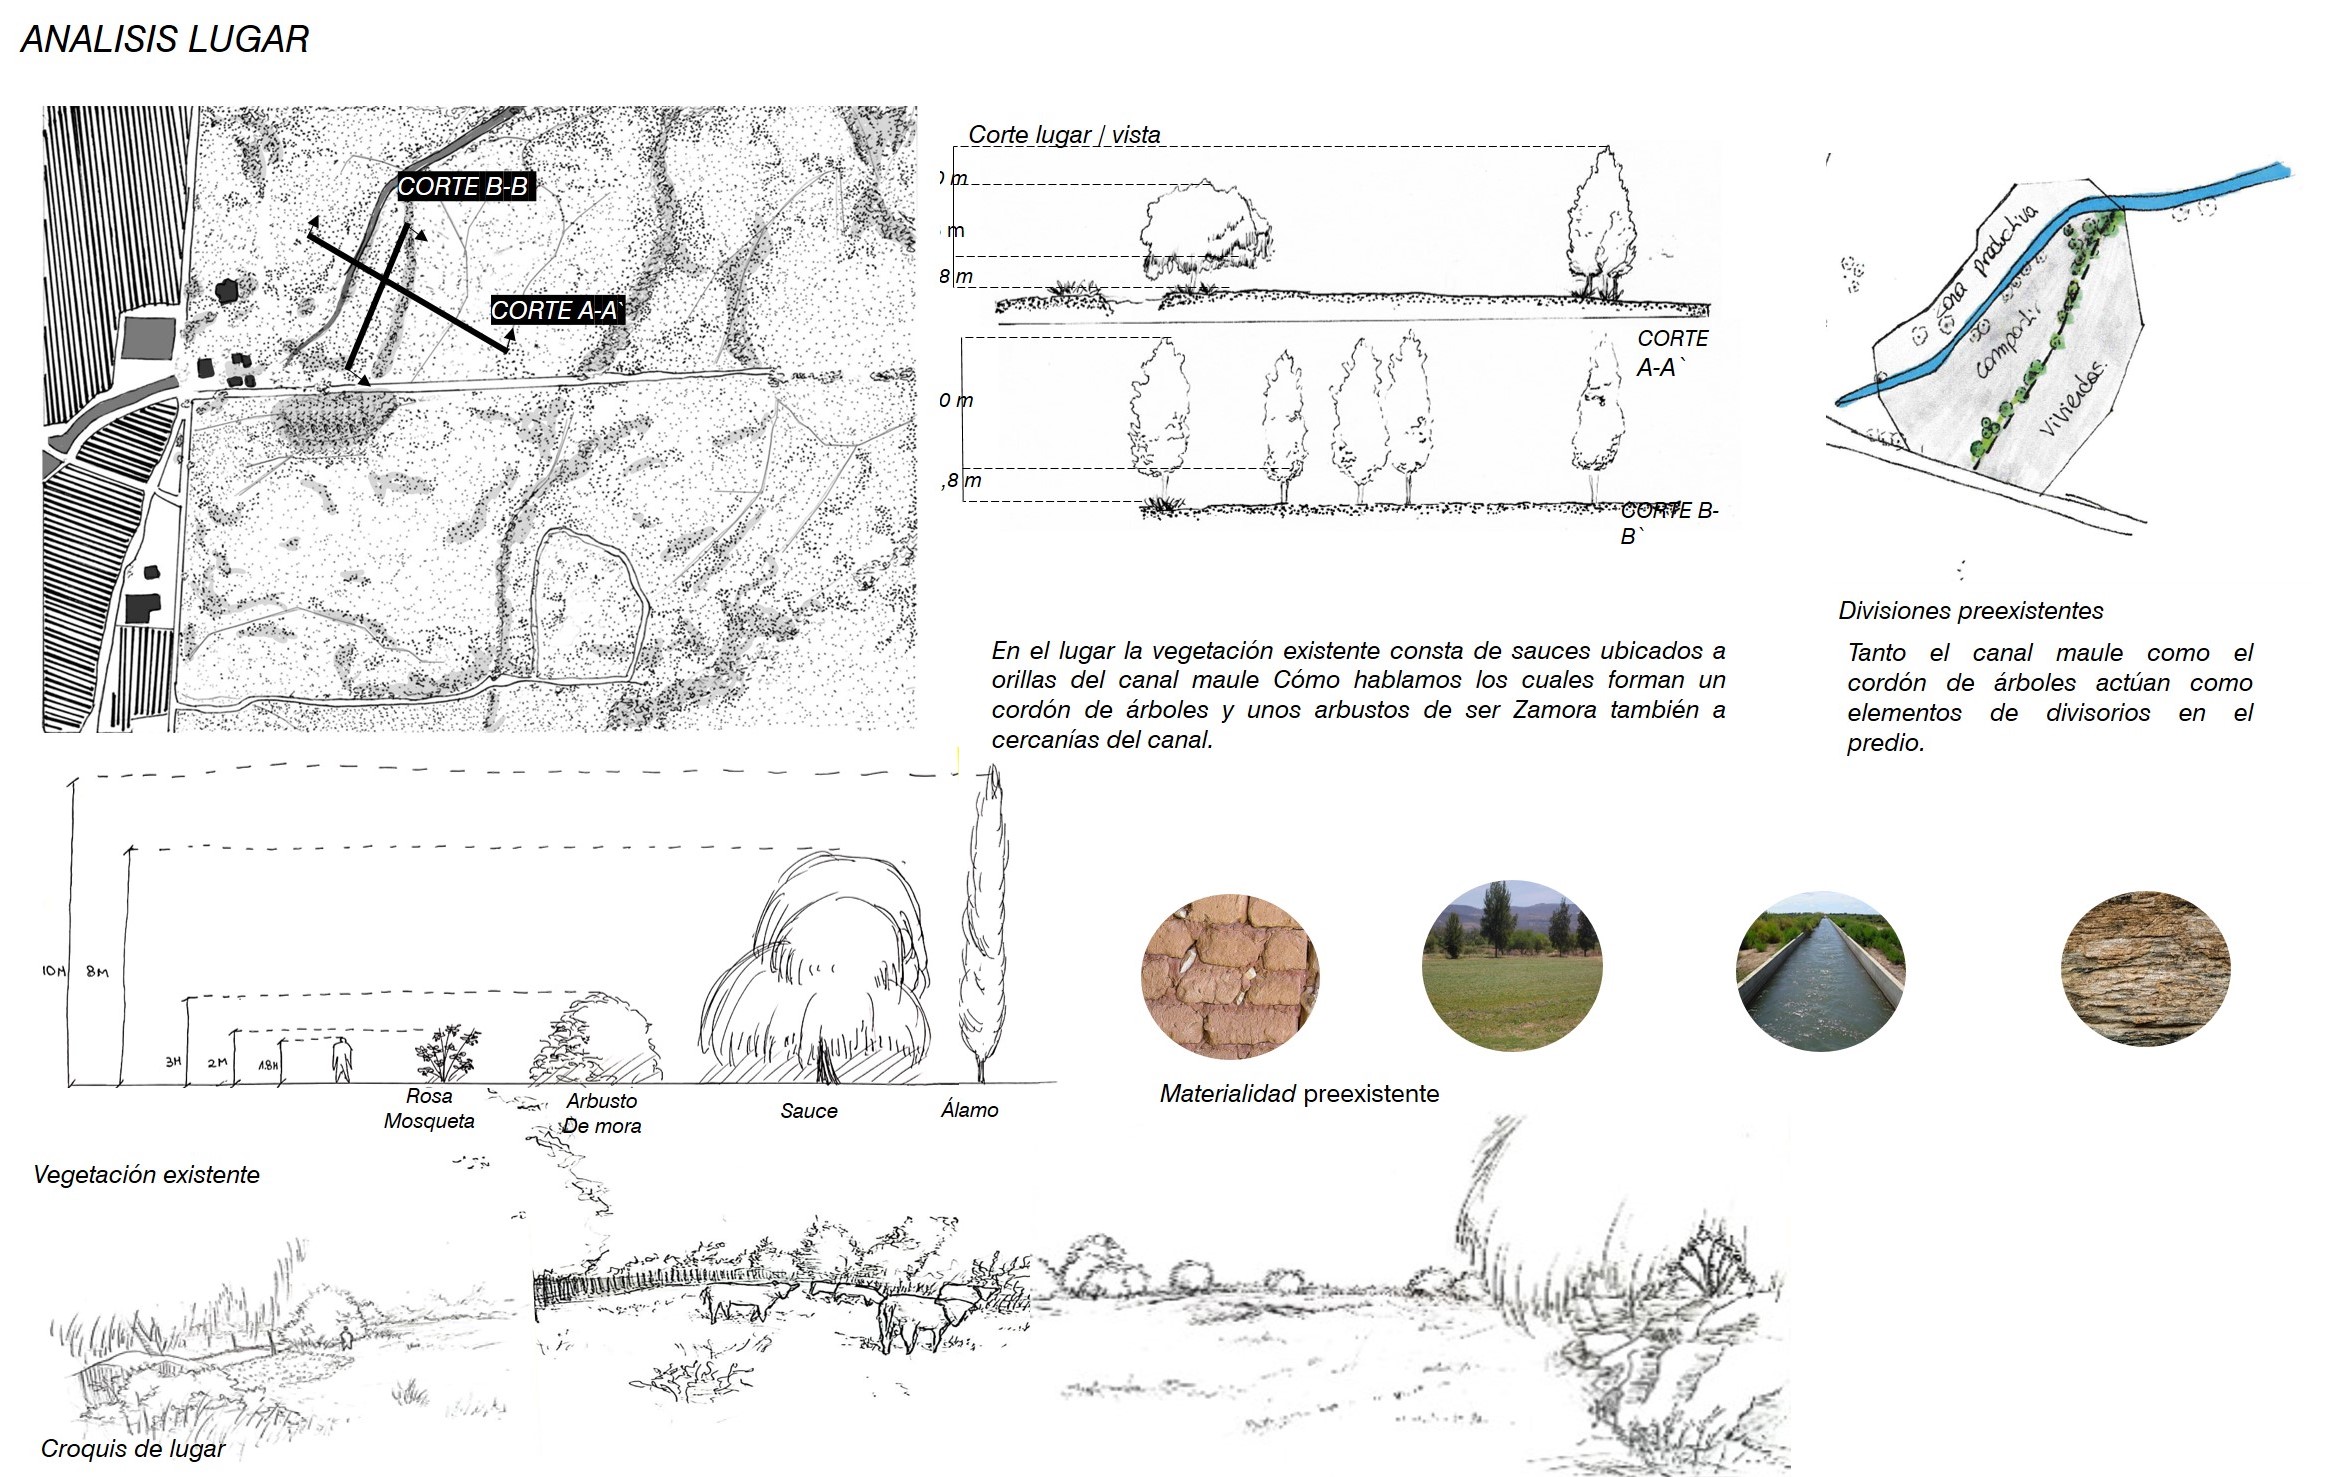 ANALISIS LUGAR
CORTE B-B`
CORTE A-A`
Corte lugar / vista
m
m
8 m
CORTE
A-A`
0 m
,8 m
CORTE B-
B`
zona productiva
compartir
viviendas.
En el lugar la vegetación existente consta de sauces ubicados a
orillas del canal maule Cómo hablamos los cuales forman un
cordón de árboles y unos arbustos de ser Zamora también a
cercanías del canal.
Divisiones preexistentes
Tanto el canal maule como el
cordón de árboles actúan como
elementos de divisorios en el
predio.
10M
8M
3M
2M
1.8M
Rosa
Mosqueta
Arbusto
De mora
Sauce
Álamo
Materialidad preexistente
Vegetación existente
Croquis de lugar